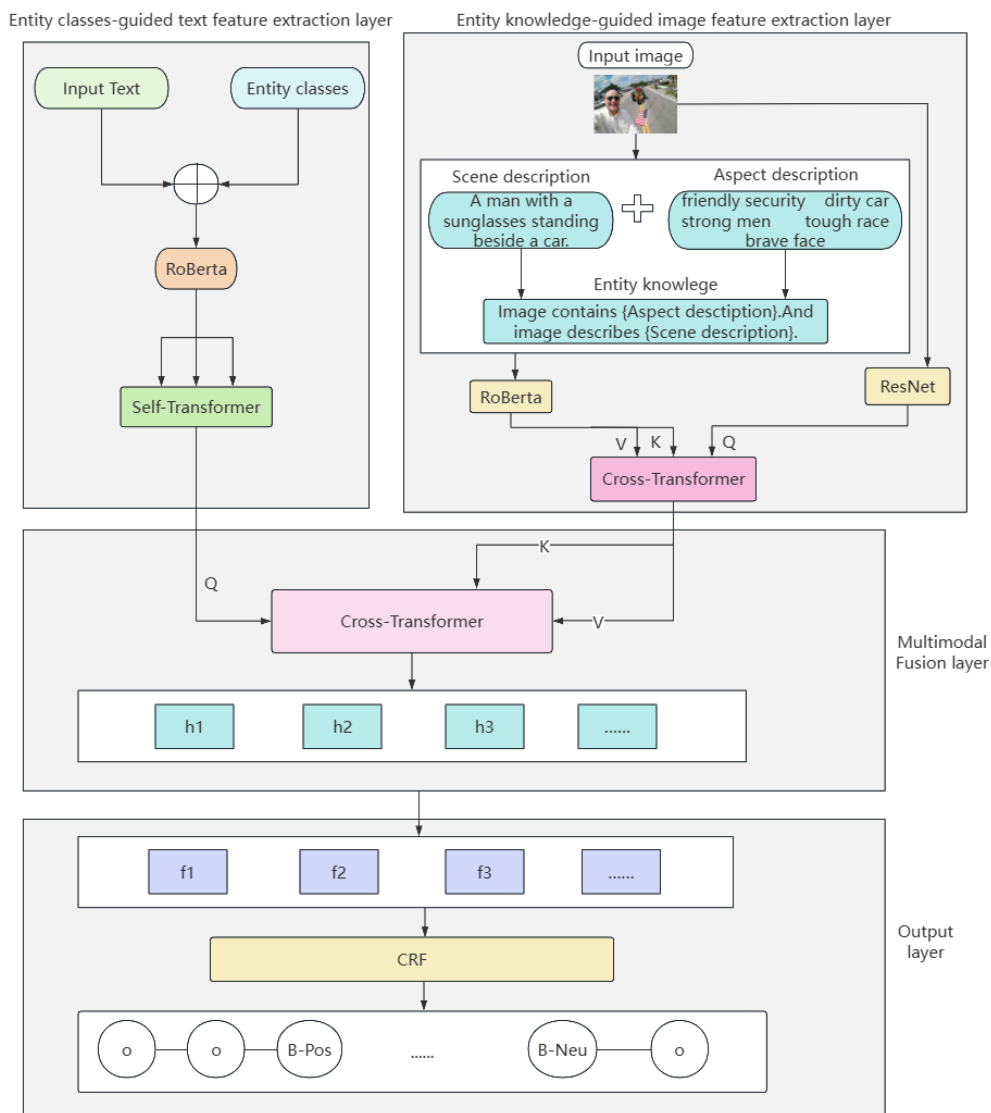 Entity classes-guided text feature extraction layer
Input Text
Entity classes
RoBerta
Self-Transformer
Entity knowledge-guided image feature extraction layer
Input image
Scene description
A man with a
sunglasses standing
beside a car.
Aspect description
friendly security dirty car
strong men tough race
brave face
Entity knowlege
Image contains {Aspect desctiption}.And
image describes {Scene description}.
RoBerta
ResNet
V K Q
Cross-Transformer
Q
K
V
Cross-Transformer
h1 h2 h3 ......
Multimodal
Fusion layer
f1 f2 f3 ......
CRF
o o B-Pos ...... B-Neu o
Output
layer